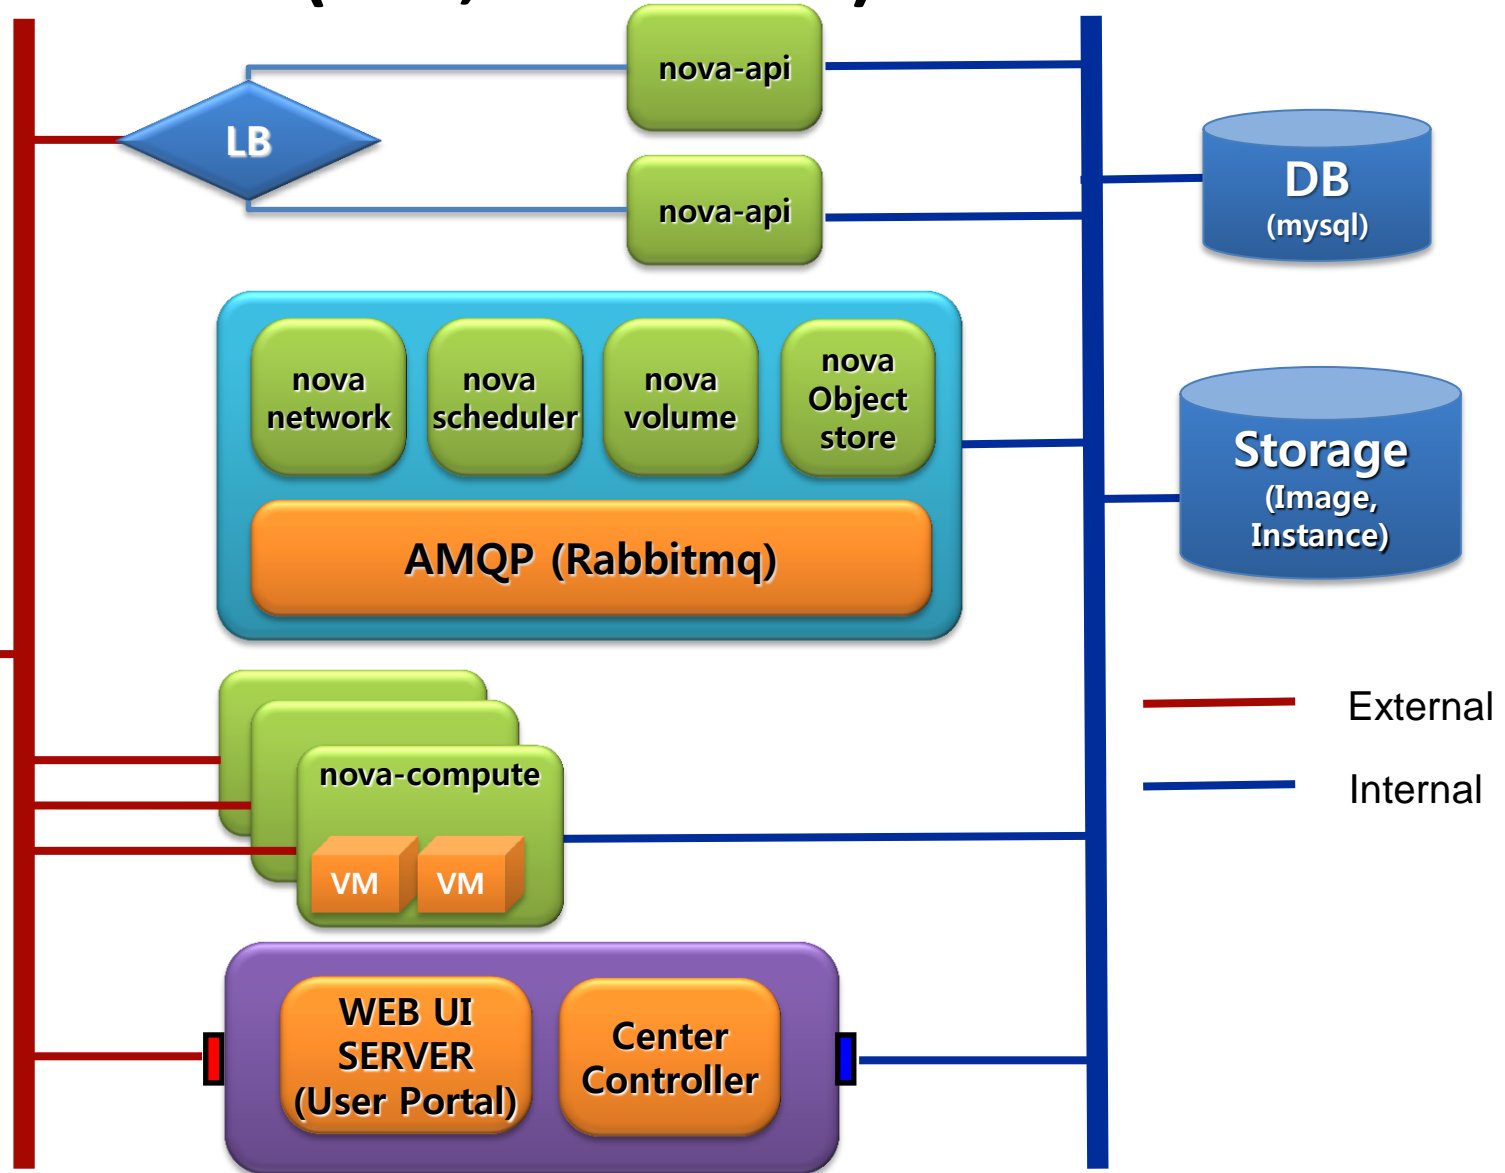 nova-api
LB
nova-api
DB
(mysql)
nova
network
nova
scheduler
nova
volume
nova
Object
store
AMQP (Rabbitmq)
Storage
(Image,
Instance)
External
Internal
nova-compute
VM
VM
WEB UI
SERVER
(User Portal)
Center
Controller